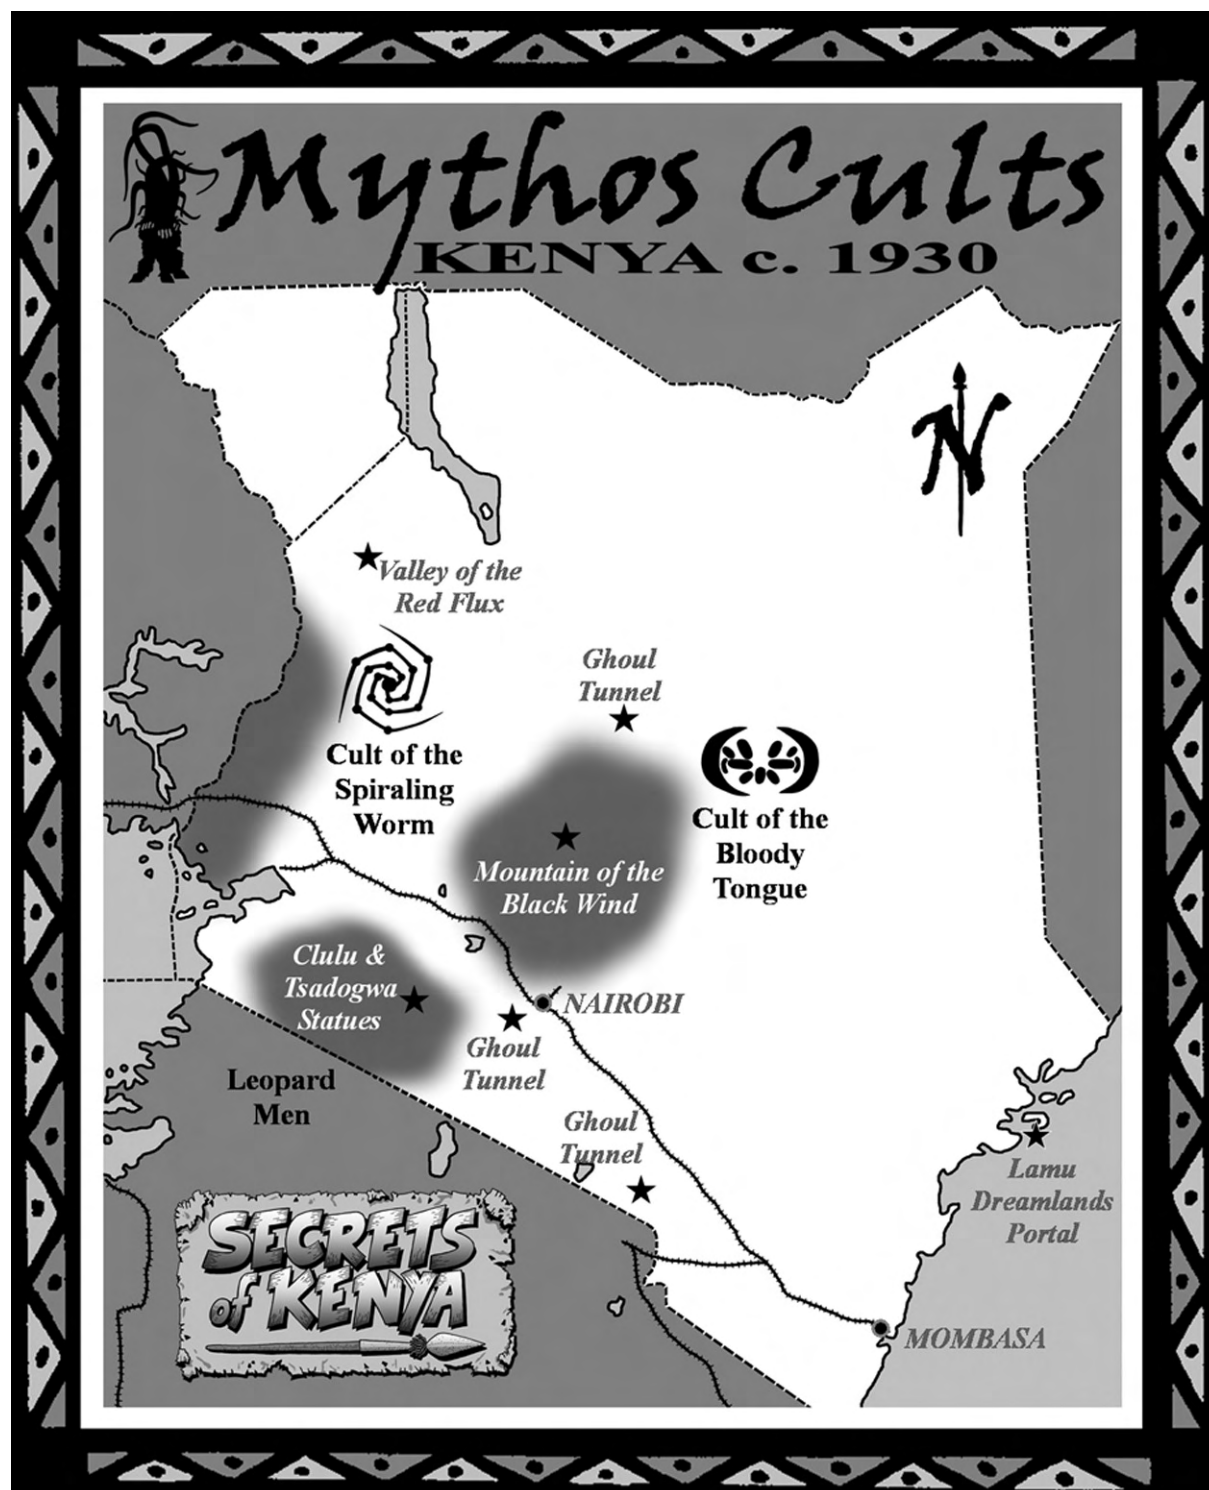 Mythos Cults
KENYA c. 1930
N
Valley of the
Red Flux
Ghoul
Tunnel
Cult of the
Spiraling
Worm
Cult of the
Bloody
Tongue
Mountain of the
Black Wind
Clulu &
Tsadogwa
Statues
NAIROBI
Ghoul
Tunnel
Leopard
Men
Ghoul
Tunnel
Lamu
Dreamlands
Portal
SECRETS
of KENYA
MOMBASA